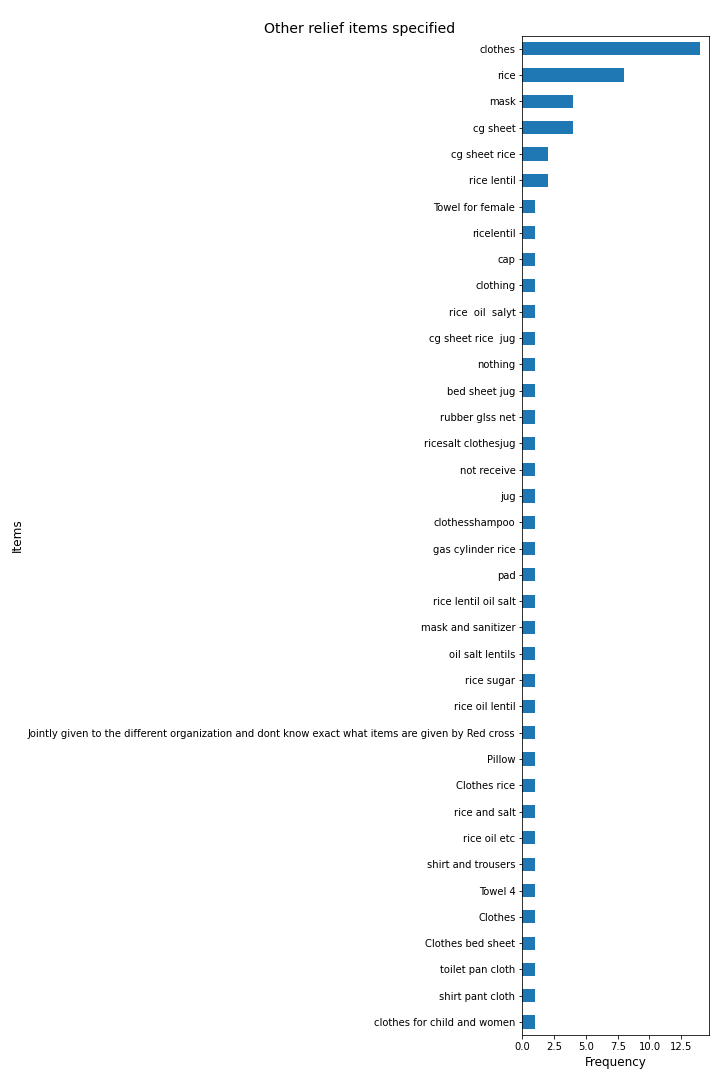 Other relief items specified
clothes
rice
mask
cg sheet
cg sheet rice
rice lentil
Towel for female
ricelentil
cap
clothing
rice  oil  salyt
cg sheet rice  jug
nothing
bed sheet jug
rubber glss net
ricesalt clothesjug
not receive
jug
clothesshampoo
gas cylinder rice
pad
rice lentil oil salt
mask and sanitizer
oil salt lentils
rice sugar
rice oil lentil
Jointly given to the different organization and dont know exact what items are given by Red cross
Pillow
Clothes rice
rice and salt
rice oil etc
shirt and trousers
Towel 4
Clothes
Clothes bed sheet
toilet pan cloth
shirt pant cloth
clothes for child and women
Items
0.0 2.5 5.0 7.5 10.0 12.5
Frequency